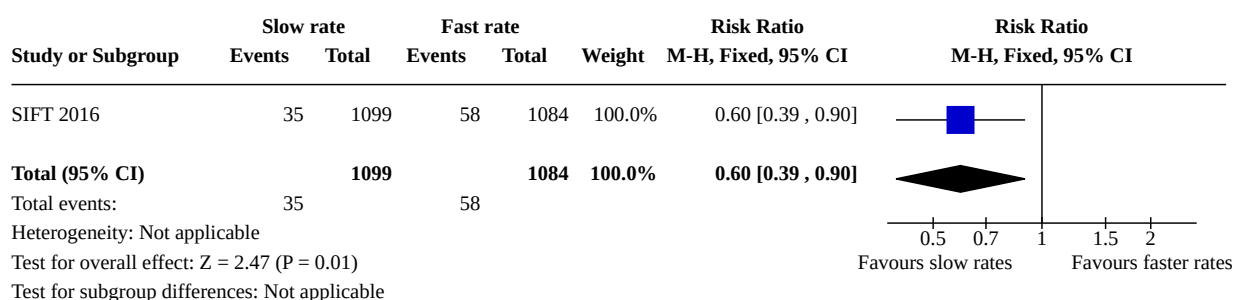 Slow rate Fast rate Risk Ratio Risk Ratio
Study or Subgroup Events Total Events Total Weight M-H, Fixed, 95% CI M-H, Fixed, 95% CI
SIFT 2016 35 1099 58 1084 100.0% 0.60 [0.39 , 0.90]
Total (95% CI) 1099 1084 100.0% 0.60 [0.39 , 0.90]
Total events: 35 58
Heterogeneity: Not applicable 0.5 0.7 1 1.5 2
Test for overall effect: Z = 2.47 (P = 0.01) Favours slow rates Favours faster rates
Test for subgroup differences: Not applicable